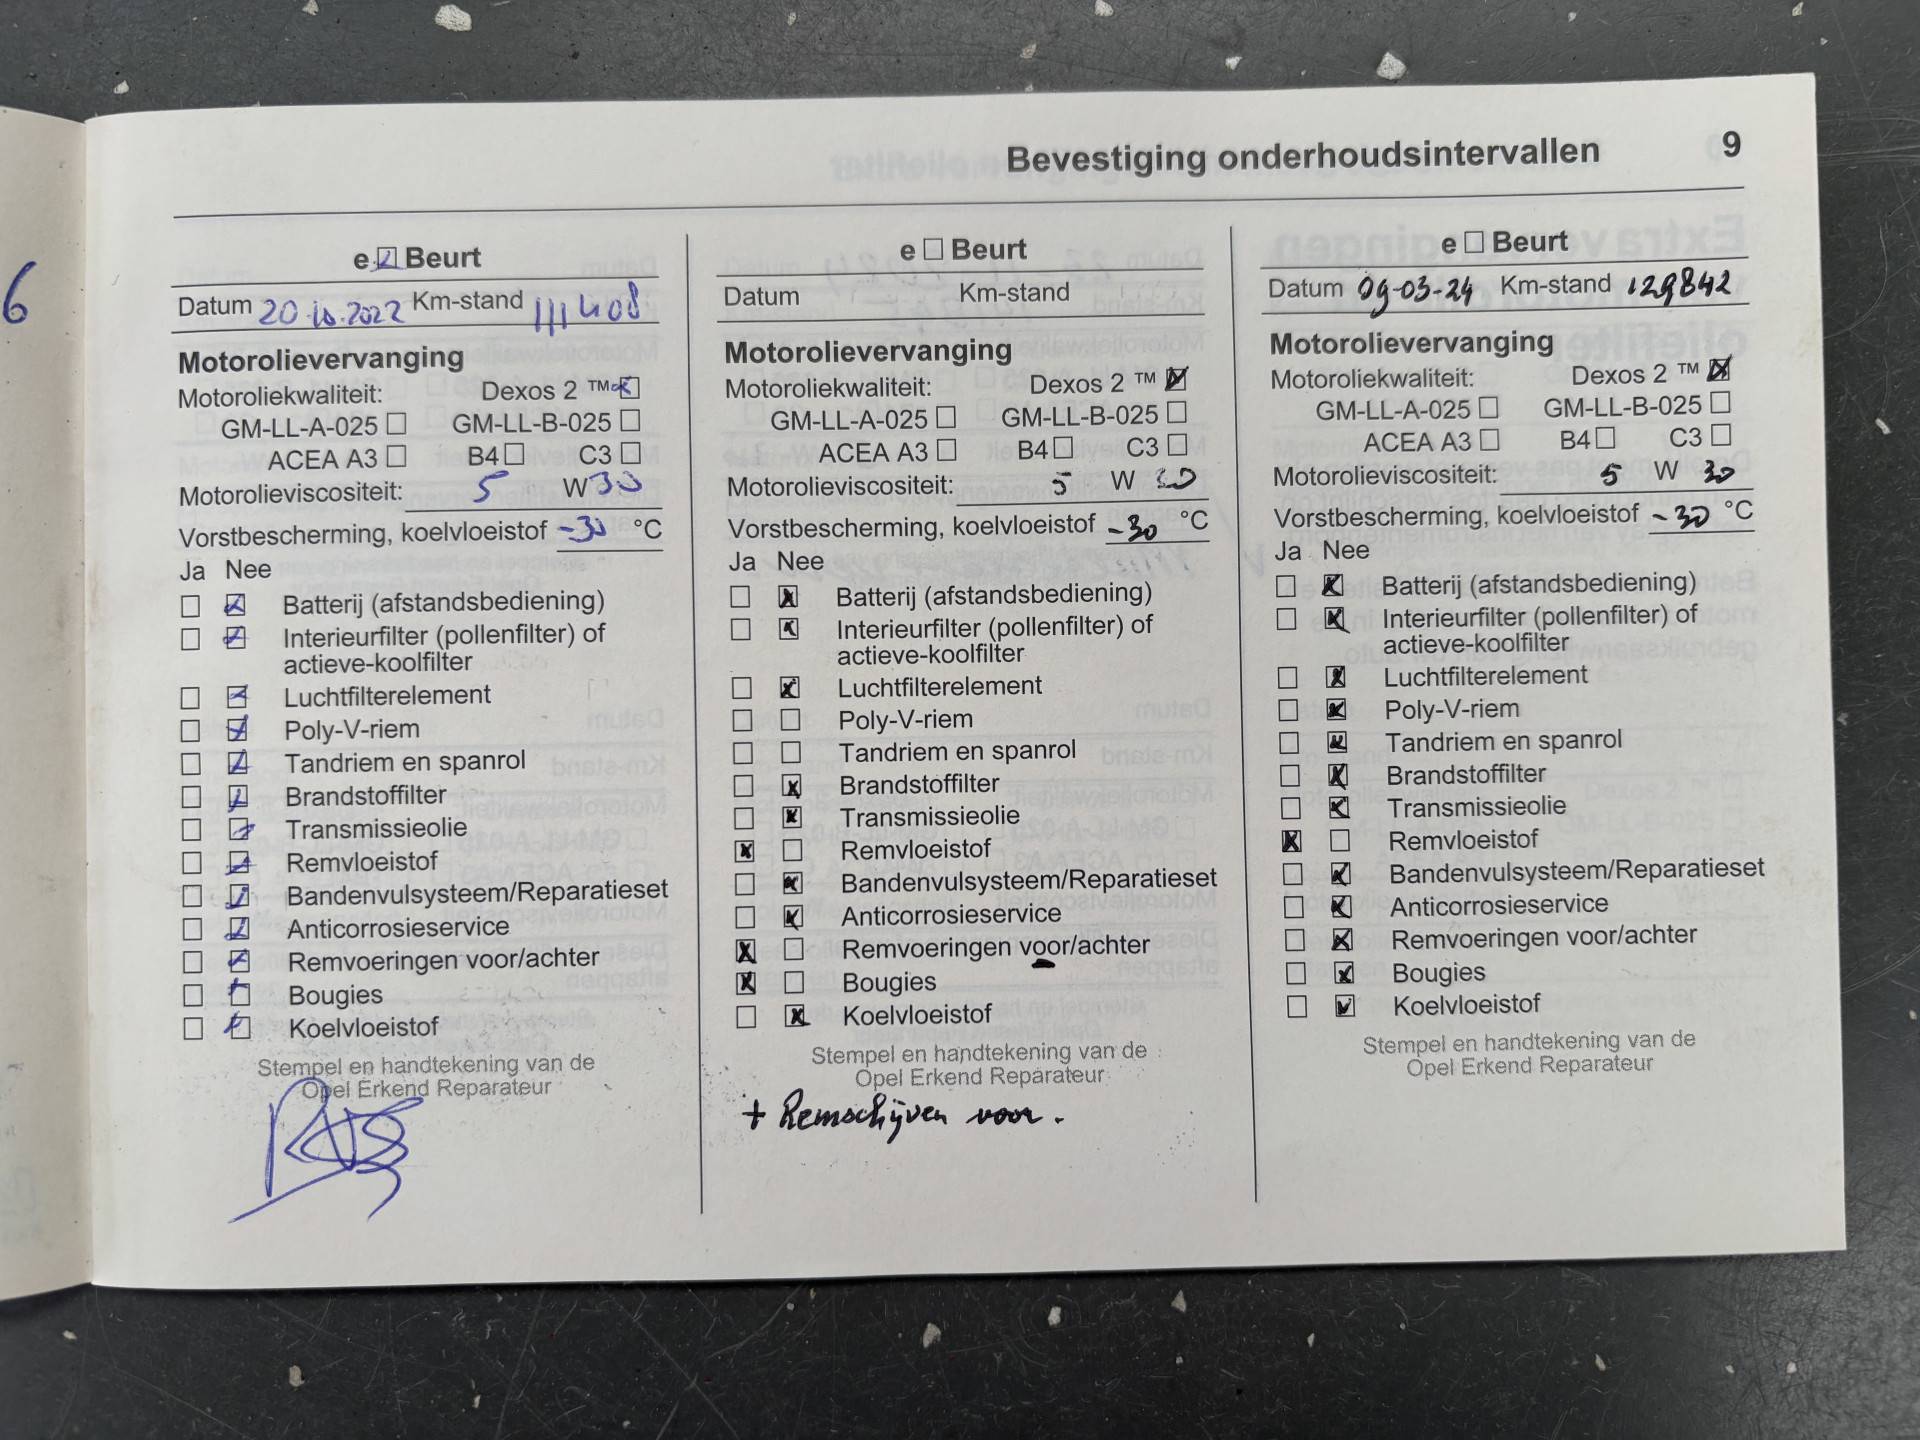 Bevestiging onderhoudsintervallen 9
6
e ☑ Beurt
Datum 20.10.2022 Km-stand 111408
Motorolievervanging
Motoroliekwaliteit: Dexos 2 ™ ☒
GM-LL-A-025 ☐ GM-LL-B-025 ☐
ACEA A3 ☐ B4 ☐ C3 ☐
Motorolieviscositeit: 5 W 30
Vorstbescherming, koelvloeistof -30 °C
Ja Nee
☐ ☒ Batterij (afstandsbediening)
☐ ☒ Interieurfilter (pollenfilter) of
actieve-koolfilter
☐ ☒ Luchtfilterelement
☐ ☒ Poly-V-riem
☐ ☒ Tandriem en spanrol
☐ ☒ Brandstoffilter
☐ ☒ Transmissieolie
☐ ☒ Remvloeistof
☐ ☒ Bandenvulsysteem/Reparatieset
☐ ☒ Anticorrosieservice
☐ ☒ Remvoeringen voor/achter
☐ ☒ Bougies
☐ ☒ Koelvloeistof
Stempel en handtekening van de
Opel Erkend Reparateur
e ☐ Beurt
Datum Km-stand
Motorolievervanging
Motoroliekwaliteit: Dexos 2 ™ ☒
GM-LL-A-025 ☐ GM-LL-B-025 ☐
ACEA A3 ☐ B4 ☐ C3 ☐
Motorolieviscositeit: 5 W 30
Vorstbescherming, koelvloeistof -30 °C
Ja Nee
☐ ☒ Batterij (afstandsbediening)
☐ ☒ Interieurfilter (pollenfilter) of
actieve-koolfilter
☐ ☒ Luchtfilterelement
☐ ☐ Poly-V-riem
☐ ☐ Tandriem en spanrol
☐ ☒ Brandstoffilter
☐ ☒ Transmissieolie
☒ ☐ Remvloeistof
☐ ☒ Bandenvulsysteem/Reparatieset
☐ ☒ Anticorrosieservice
☒ ☐ Remvoeringen voor/achter
☒ ☐ Bougies
☐ ☒ Koelvloeistof
Stempel en handtekening van de
Opel Erkend Reparateur
+ Remschijven voor.
e ☐ Beurt
Datum 09-03-24 Km-stand 129842
Motorolievervanging
Motoroliekwaliteit: Dexos 2 ™ ☒
GM-LL-A-025 ☐ GM-LL-B-025 ☐
ACEA A3 ☐ B4 ☐ C3 ☐
Motorolieviscositeit: 5 W 30
Vorstbescherming, koelvloeistof -30 °C
Ja Nee
☐ ☒ Batterij (afstandsbediening)
☐ ☒ Interieurfilter (pollenfilter) of
actieve-koolfilter
☐ ☒ Luchtfilterelement
☐ ☒ Poly-V-riem
☐ ☒ Tandriem en spanrol
☐ ☒ Brandstoffilter
☐ ☒ Transmissieolie
☒ ☐ Remvloeistof
☐ ☒ Bandenvulsysteem/Reparatieset
☐ ☒ Anticorrosieservice
☐ ☒ Remvoeringen voor/achter
☐ ☒ Bougies
☐ ☒ Koelvloeistof
Stempel en handtekening van de
Opel Erkend Reparateur